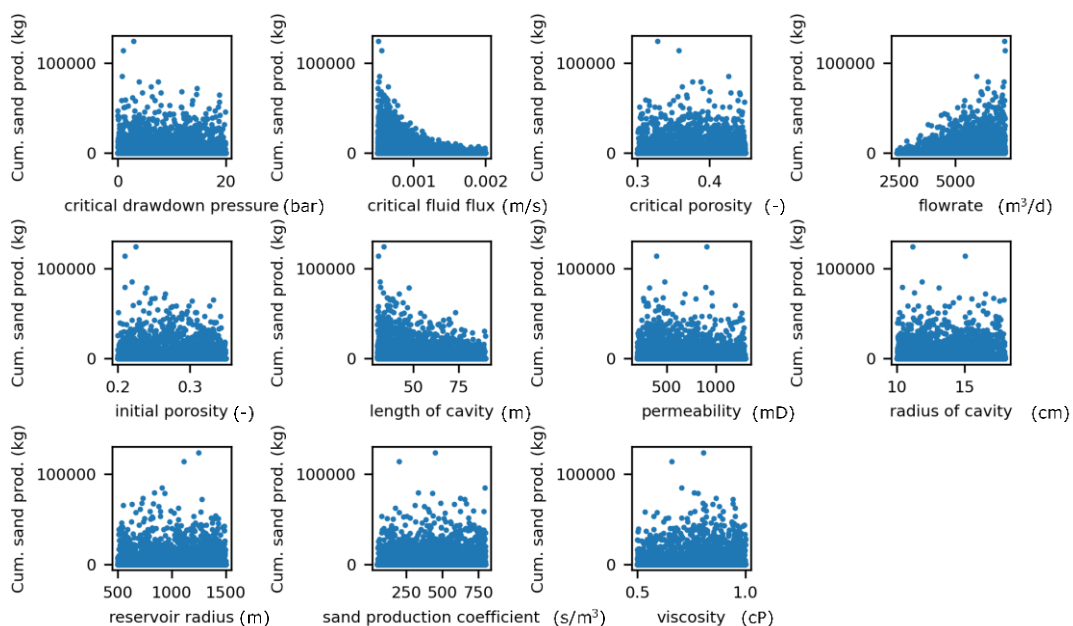 Cum. sand prod. (kg)
100000
0
0 20
critical drawdown pressure (bar)
Cum. sand prod. (kg)
100000
0
0.001 0.002
critical fluid flux (m/s)
Cum. sand prod. (kg)
100000
0
0.3 0.4
critical porosity (-)
Cum. sand prod. (kg)
100000
0
2500 5000
flowrate (m³/d)
Cum. sand prod. (kg)
100000
0
0.2 0.3
initial porosity (-)
Cum. sand prod. (kg)
100000
0
50 75
length of cavity (m)
Cum. sand prod. (kg)
100000
0
500 1000
permeability (mD)
Cum. sand prod. (kg)
100000
0
10 15
radius of cavity (cm)
Cum. sand prod. (kg)
100000
0
500 1000 1500
reservoir radius (m)
Cum. sand prod. (kg)
100000
0
250 500 750
sand production coefficient (s/m³)
Cum. sand prod. (kg)
100000
0
0.5 1.0
viscosity (cP)